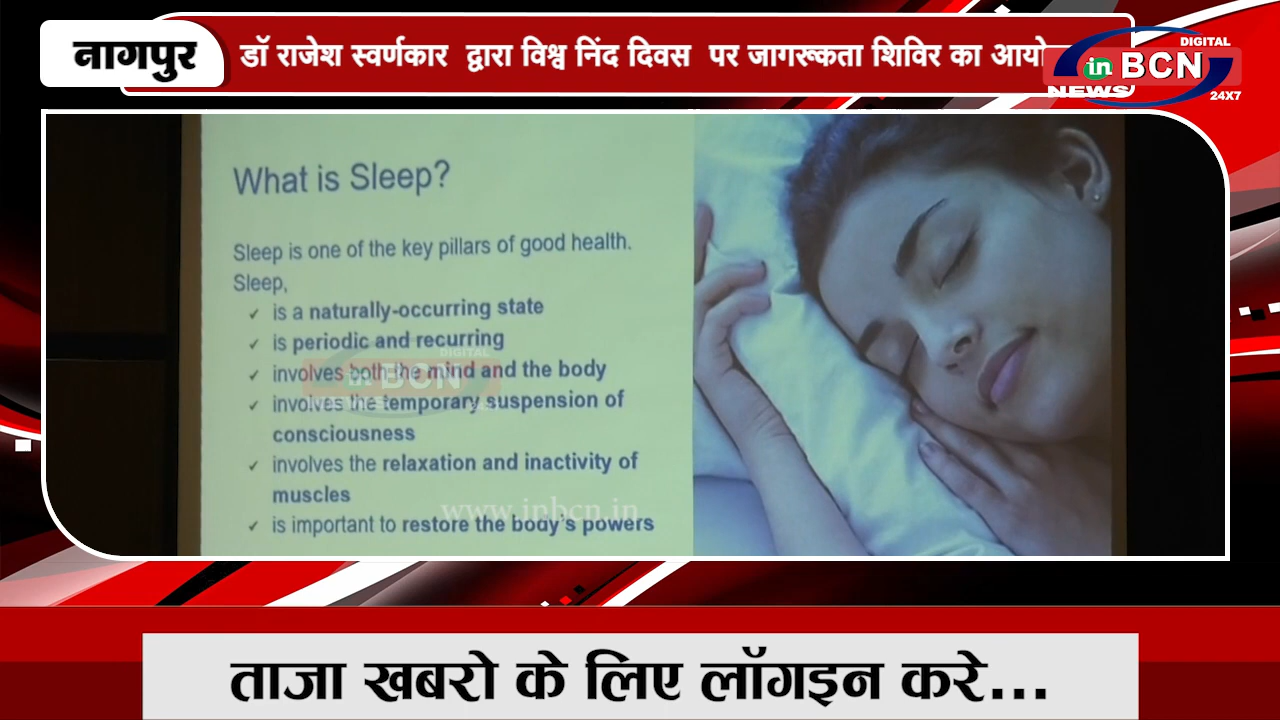 नागपुर
डॉ राजेश स्वर्णकार द्वारा विश्व निंद दिवस पर जागरूकता शिविर का
DIGITAL
in BCN
NEWS
24X7
What is Sleep?
Sleep is one of the key pillars of good health.
Sleep,
✓ is a naturally-occurring state
✓ is periodic and recurring
✓ involves both the mind and the body
✓ involves the temporary suspension of
consciousness
✓ involves the relaxation and inactivity of
muscles
✓ is important to restore the body's powers
DIGITAL
in BCN
www.inbcn.in
ताजा खबरो के लिए लॉगइन करे...